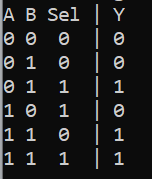 A B Sel | Y
0 0 0 | 0
0 1 0 | 0
0 1 1 | 1
1 0 1 | 0
1 1 0 | 1
1 1 1 | 1